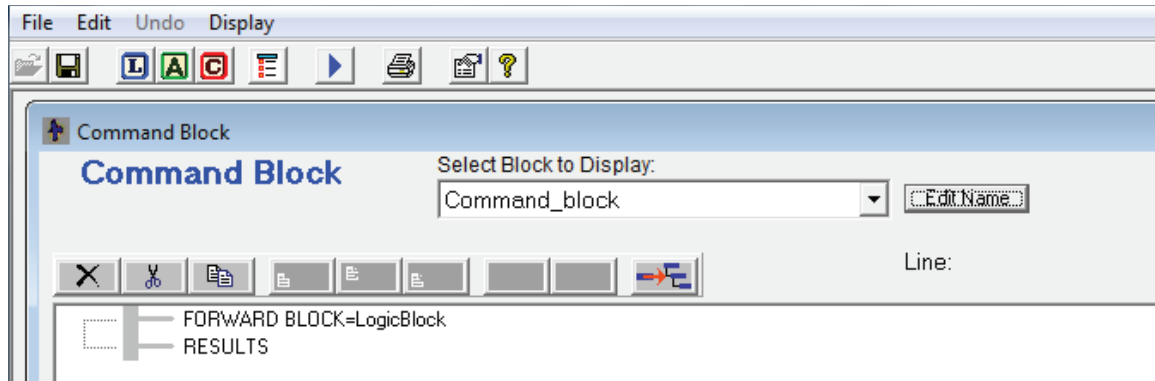 File Edit Undo Display
L A C ?
Command Block
Command Block
Select Block to Display:
Command_block
Edit Name
Line:
FORWARD BLOCK=LogicBlock
RESULTS